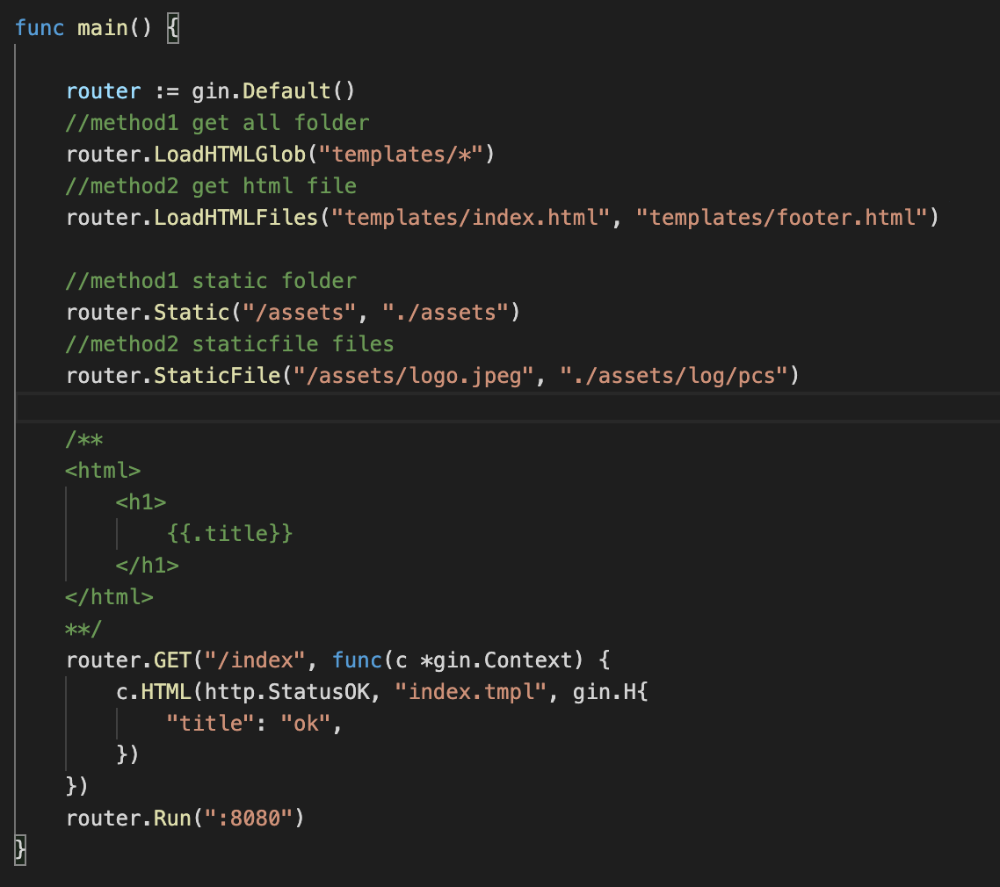 func main() {
router := gin.Default()
//method1 get all folder
router.LoadHTMLGlob("templates/*")
//method2 get html file
router.LoadHTMLFiles("templates/index.html", "templates/footer.html")
//method1 static folder
router.Static("/assets", "./assets")
//method2 staticfile files
router.StaticFile("/assets/logo.jpeg", "./assets/log/pcs")
/**
<html>
<h1>
{{.title}}
</h1>
</html>
**/
router.GET("/index", func(c *gin.Context) {
c.HTML(http.StatusOK, "index.tmpl", gin.H{
"title": "ok",
})
})
router.Run(":8080")
}